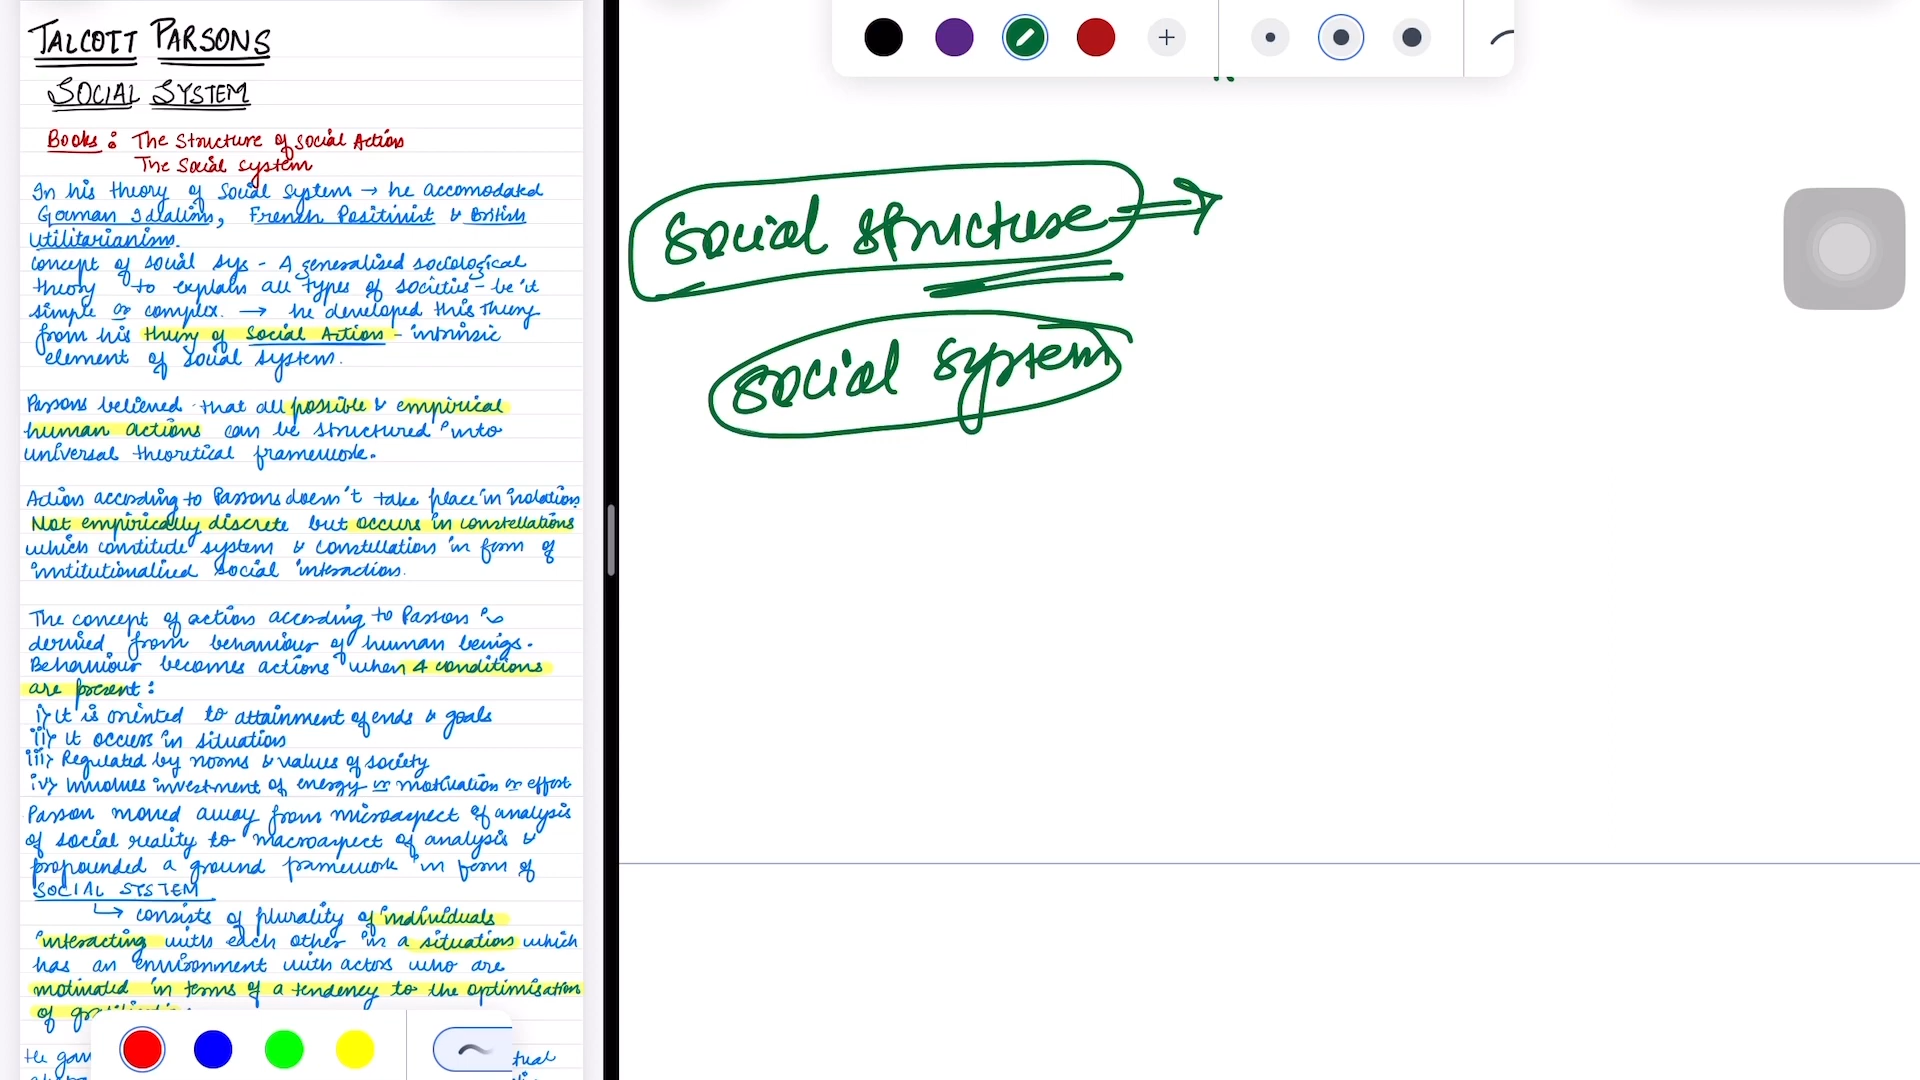 TALCOTT PARSONS
SOCIAL SYSTEM
Books : The Structure of Social Action
The Social System
In his theory of Social System → he accomodated
German Idealism, French Positivist & British
Utilitarianism.
Concept of social sys - A generalised sociological
theory to explain all types of societies - be it
simple or complex. → he developed this theory
from his theory of Social Action - intrinsic
element of social system.
Parsons believed that all possible & empirical
human actions can be structured into
universal theoretical framework.
Action according to Parsons doesn't take place in isolation
Not empirically discrete but occurs in constellations
which constitute system & constellation in form of
institutionalised social interaction.
The concept of action according to Parsons is
derived from behaviour of human beings.
Behaviour becomes actions when 4 conditions
are present :
i) It is oriented to attainment of ends & goals
ii) It occurs in situation
iii) Regulated by norms & values of society
iv) Involves investment of energy or motivation or effort
Parson moved away from microaspect of analysis
of social reality to macroaspect of analysis &
propounded a ground framework in form of
SOCIAL SYSTEM
↳ consists of plurality of individuals
interacting with each other in a situation which
has an environment with actors who are
motivated in terms of a tendency to the optimisation
of
He
Social structure
Social system